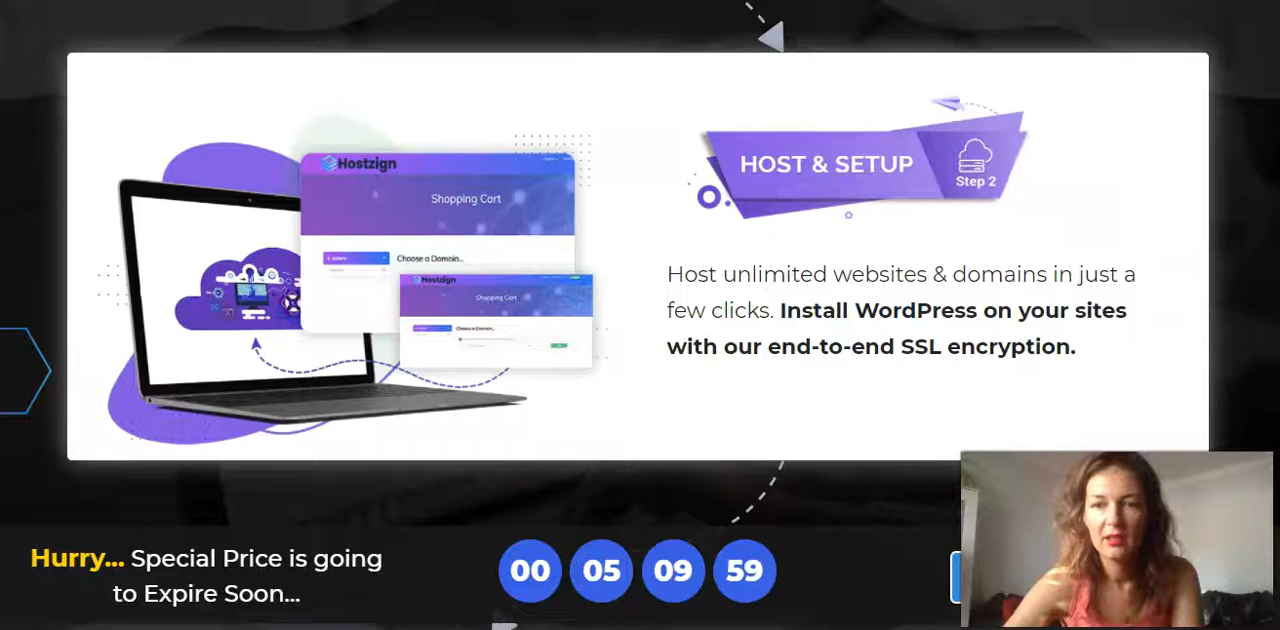 HOST & SETUP
Step 2
Hostzign
Shopping Cart
Choose a Domain...
Hostzign
Shopping Cart
Choose a Domain...
Host unlimited websites & domains in just a
few clicks. Install WordPress on your sites
with our end-to-end SSL encryption.
Hurry... Special Price is going
to Expire Soon...
00 05 09 59